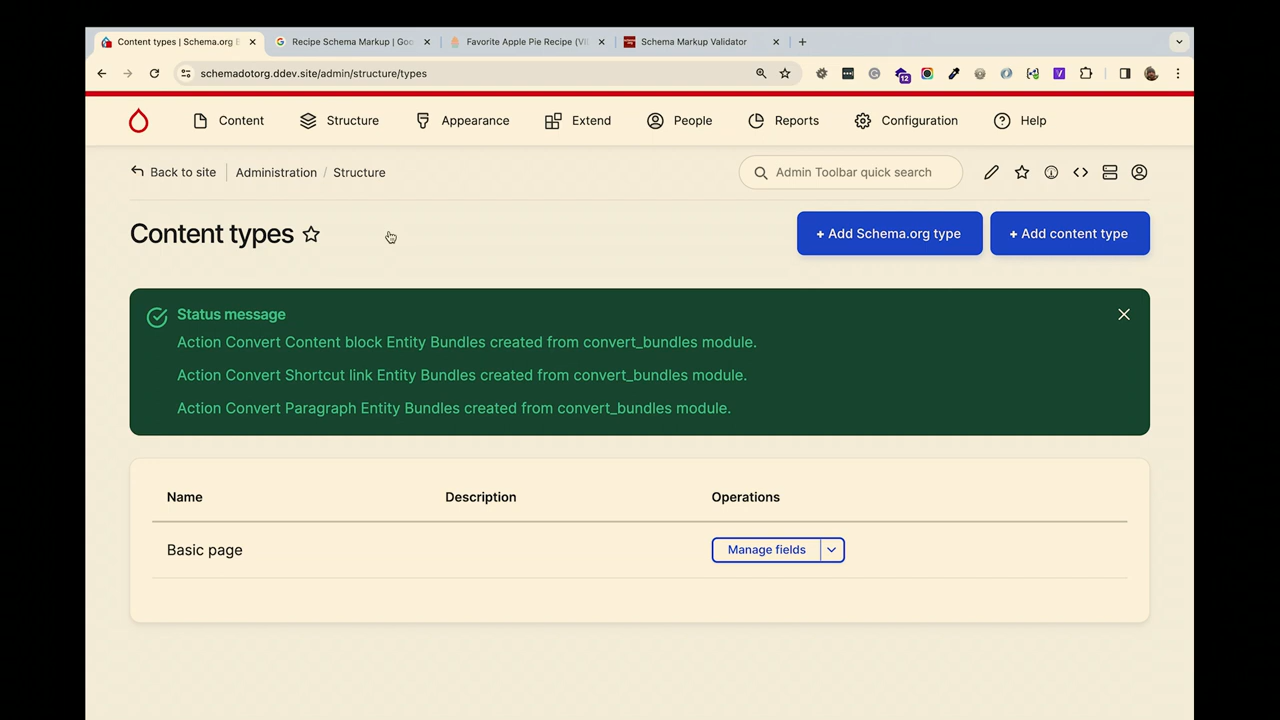 Content types | Schema.org B
Recipe Schema Markup | Goo
Favorite Apple Pie Recipe (VI
Schema Markup Validator
schemadotorg.ddev.site/admin/structure/types
12
Content
Structure
Appearance
Extend
People
Reports
Configuration
Help
Back to site
Administration / Structure
Admin Toolbar quick search
Content types
+ Add Schema.org type
+ Add content type
Status message
Action Convert Content block Entity Bundles created from convert_bundles module.
Action Convert Shortcut link Entity Bundles created from convert_bundles module.
Action Convert Paragraph Entity Bundles created from convert_bundles module.
Name
Description
Operations
Basic page
Manage fields